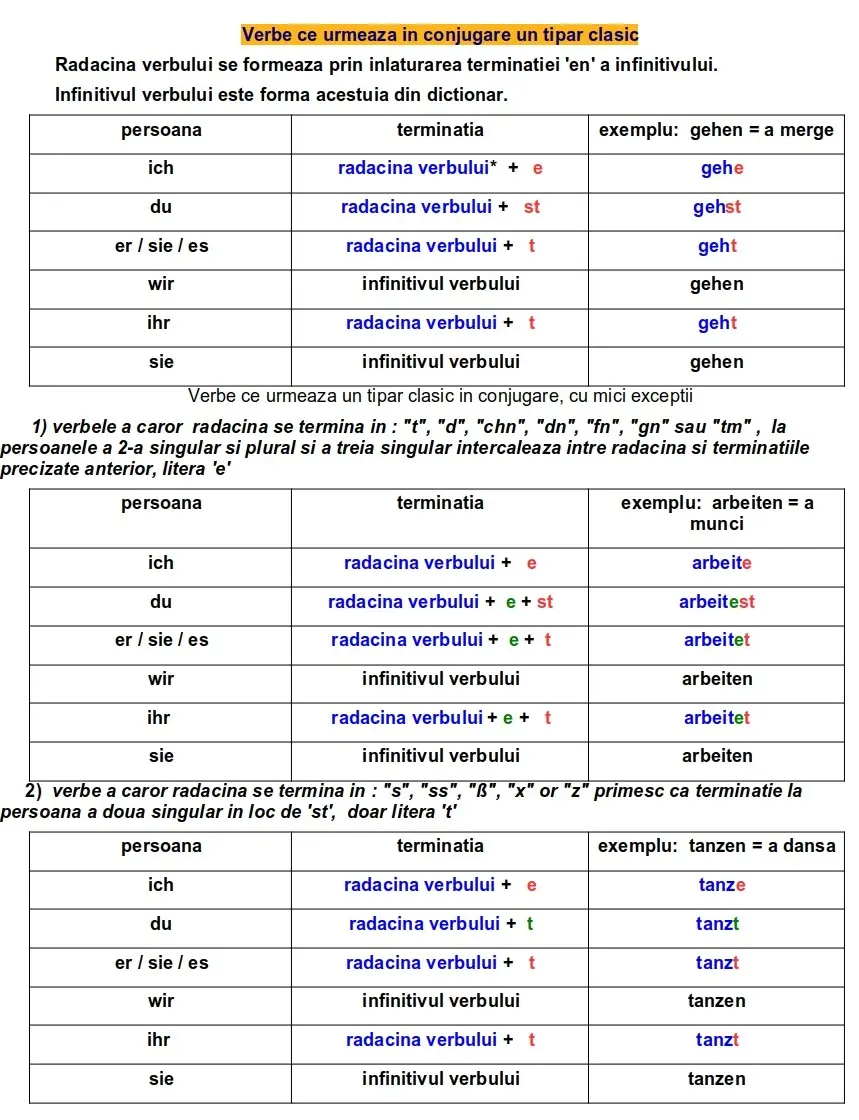 Verbe ce urmeaza in conjugare un tipar clasic
Radacina verbului se formeaza prin inlaturarea terminatiei 'en' a infinitivului.
Infinitivul verbului este forma acestuia din dictionar.
persoana terminatia exemplu: gehen = a merge
ich radacina verbului* + e gehe
du radacina verbului + st gehst
er / sie / es radacina verbului + t geht
wir infinitivul verbului gehen
ihr radacina verbului + t geht
sie infinitivul verbului gehen
Verbe ce urmeaza un tipar clasic in conjugare, cu mici exceptii
1) verbele a caror radacina se termina in : "t", "d", "chn", "dn", "fn", "gn" sau "tm" , la
persoanele a 2-a singular si plural si a treia singular intercaleaza intre radacina si terminatiile
precizate anterior, litera 'e'
persoana terminatia exemplu: arbeiten = a
munci
ich radacina verbului + e arbeite
du radacina verbului + e + st arbeitest
er / sie / es radacina verbului + e + t arbeitet
wir infinitivul verbului arbeiten
ihr radacina verbului + e + t arbeitet
sie infinitivul verbului arbeiten
2) verbe a caror radacina se termina in : "s", "ss", "ß", "x" or "z" primesc ca terminatie la
persoana a doua singular in loc de 'st', doar litera 't'
persoana terminatia exemplu: tanzen = a dansa
ich radacina verbului + e tanze
du radacina verbului + t tanzt
er / sie / es radacina verbului + t tanzt
wir infinitivul verbului tanzen
ihr radacina verbului + t tanzt
sie infinitivul verbului tanzen